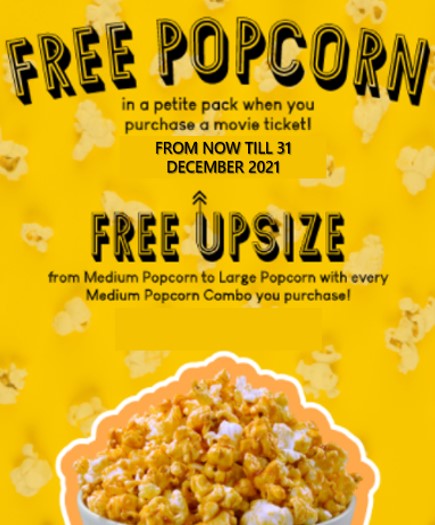 FREE POPCORN
in a petite pack when you
purchase a movie ticket!
FROM NOW TILL 31
DECEMBER 2021
FREE UPSIZE
from Medium Popcorn to Large Popcorn with every
Medium Popcorn Combo you purchase!